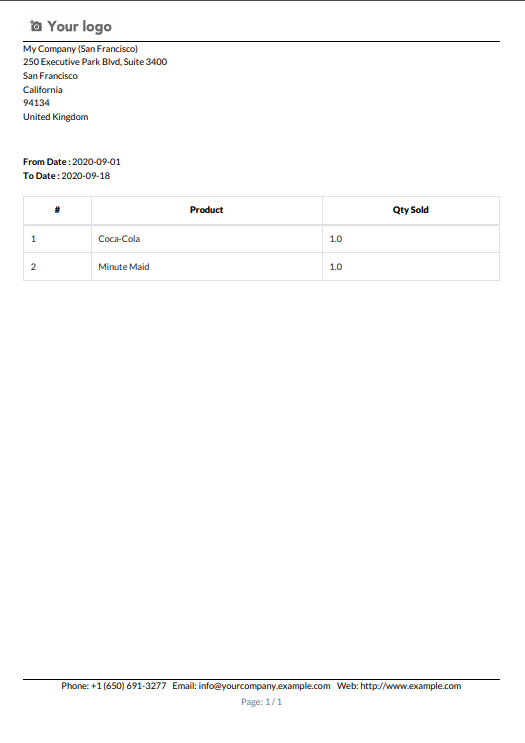 Your logo
My Company (San Francisco)
250 Executive Park Blvd, Suite 3400
San Francisco
California
94134
United Kingdom
From Date : 2020-09-01
To Date : 2020-09-18
# Product Qty Sold
1 Coca-Cola 1.0
2 Minute Maid 1.0
Phone: +1 (650) 691-3277 Email: info@yourcompany.example.com Web: http://www.example.com
Page: 1 / 1